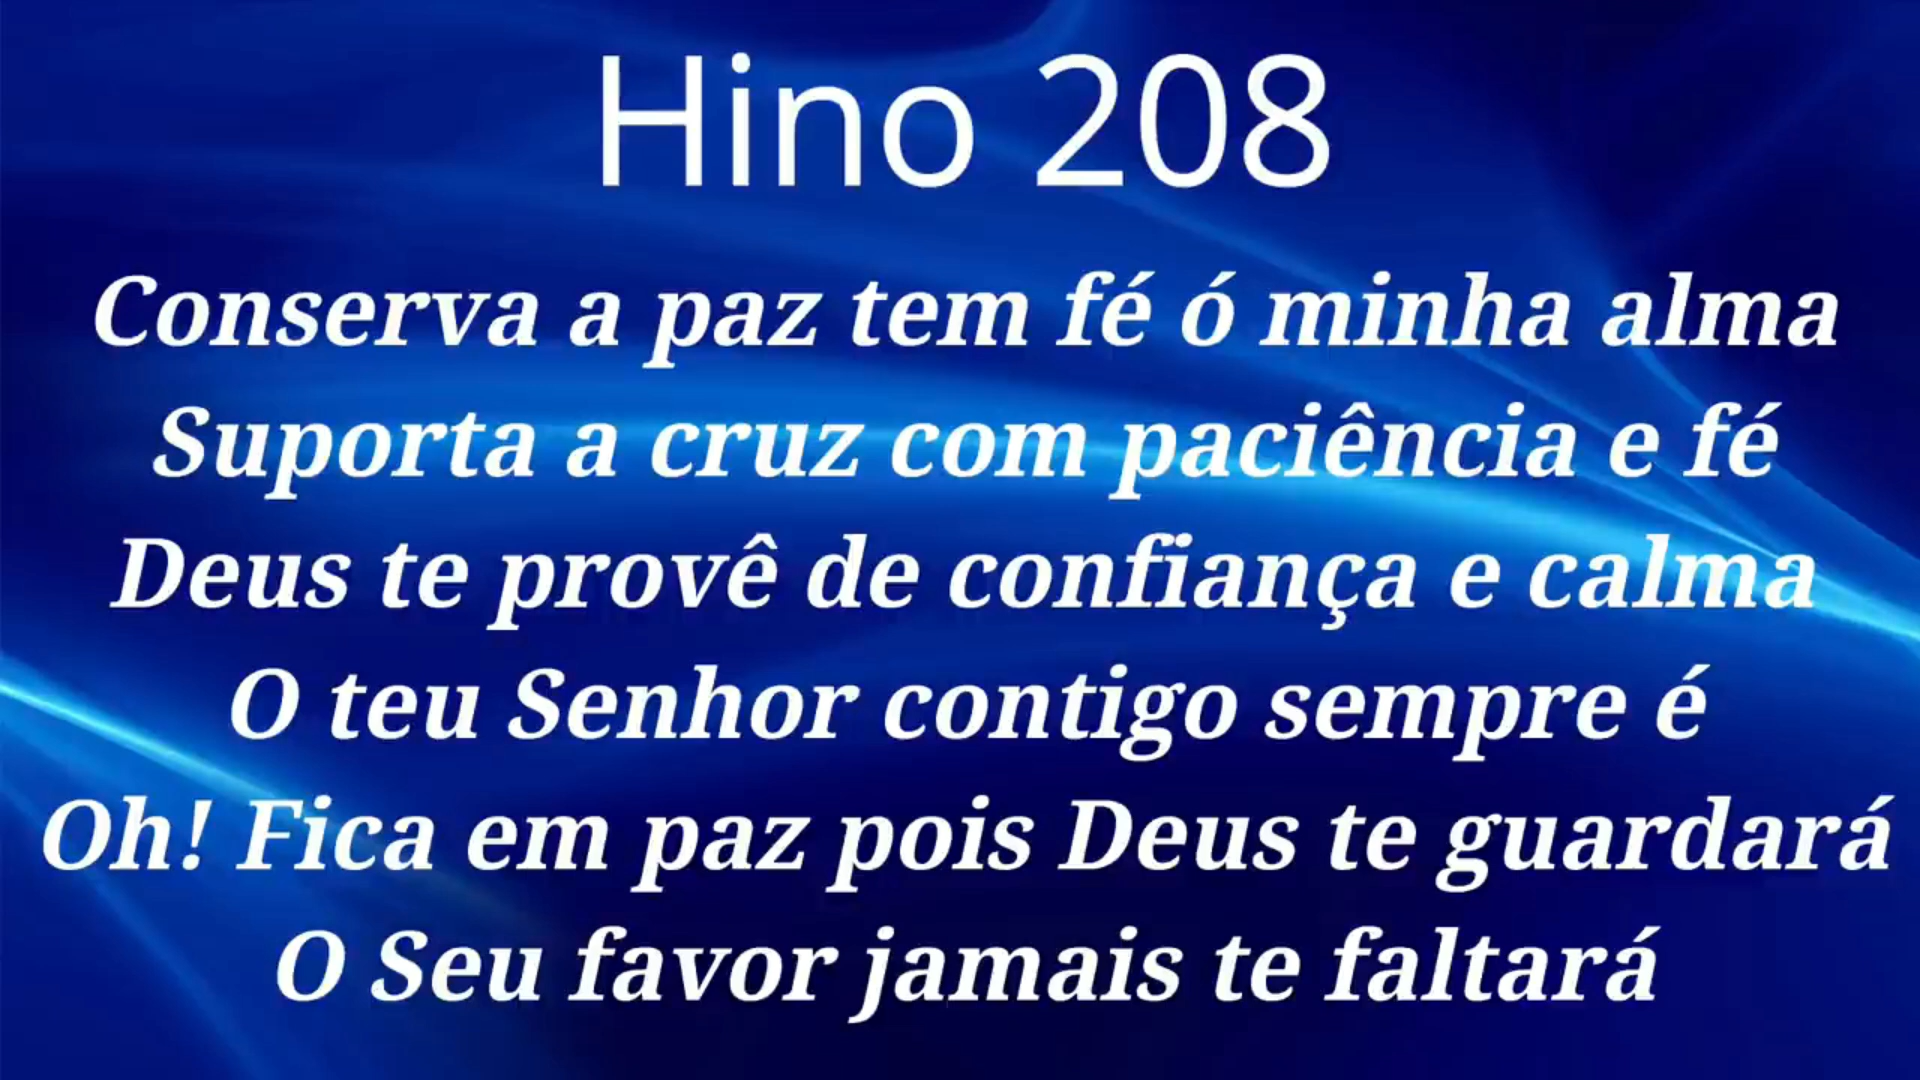 Hino 208
Conserva a paz tem fé ó minha alma
Suporta a cruz com paciência e fé
Deus te provê de confiança e calma
O teu Senhor contigo sempre é
Oh! Fica em paz pois Deus te guardará
O Seu favor jamais te faltará